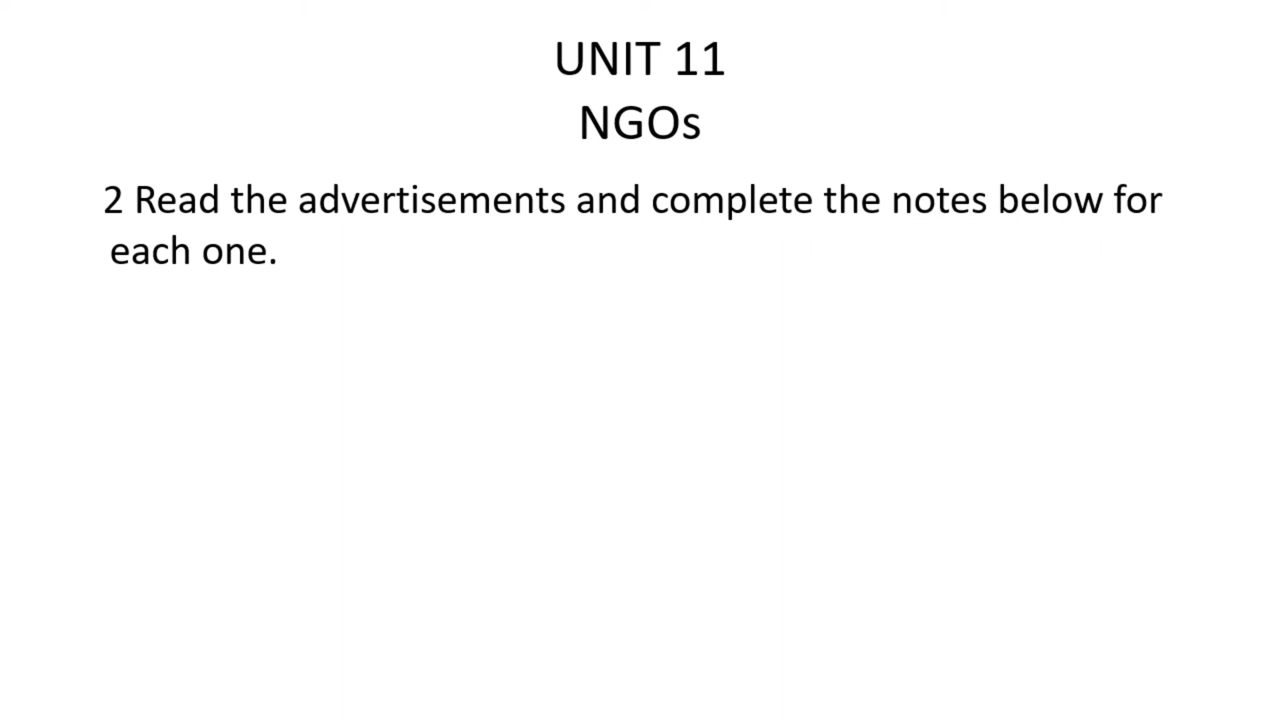 UNIT 11
NGOs
2 Read the advertisements and complete the notes below for
each one.